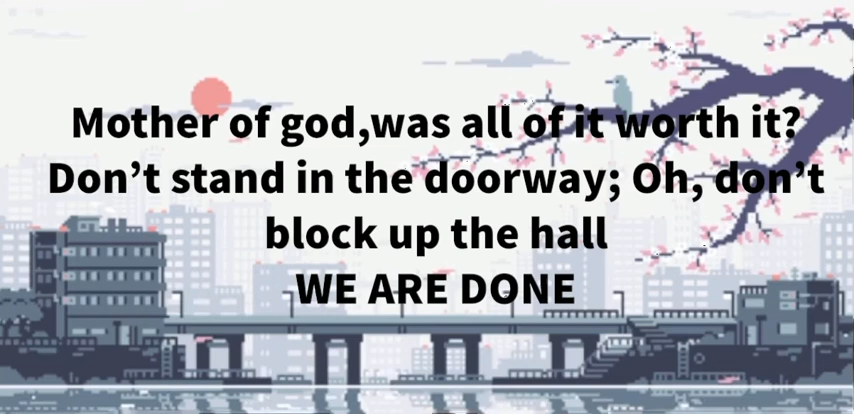 Mother of god,was all of it worth it?
Don’t stand in the doorway; Oh, don’t
block up the hall
WE ARE DONE